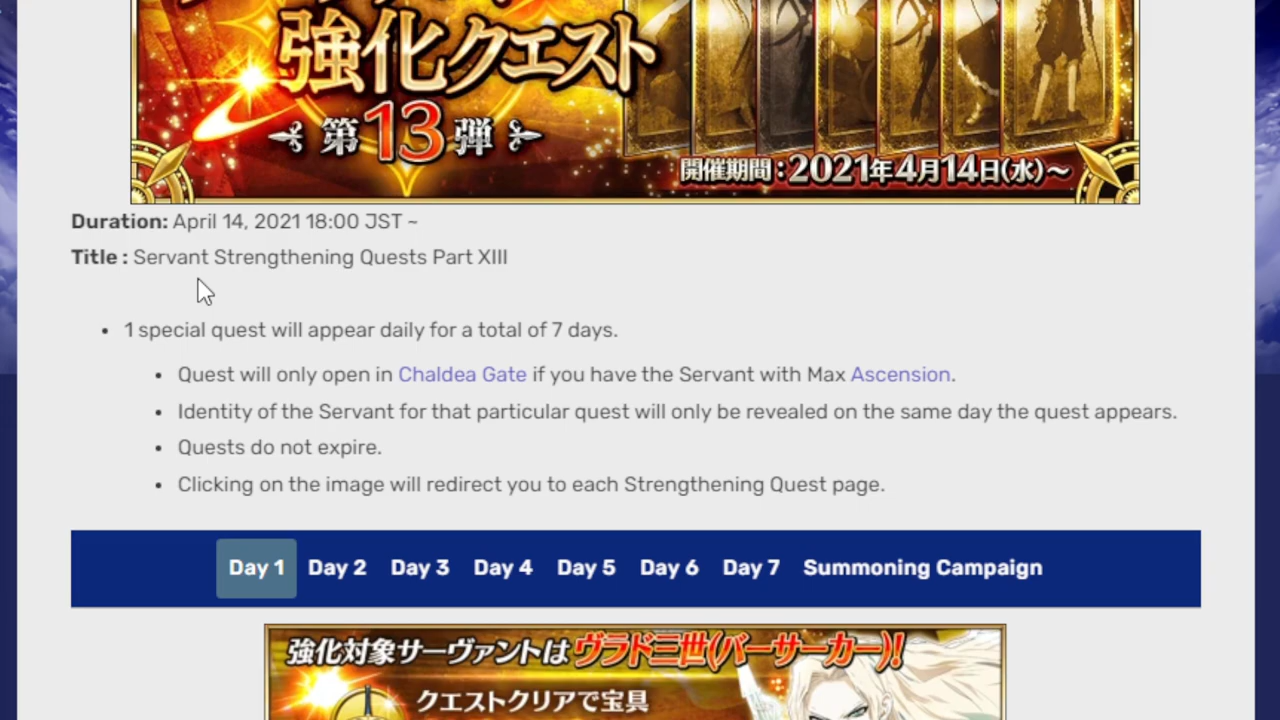 強化クエスト
第13弾
開催期間：2021年4月14日(水)～
Duration: April 14, 2021 18:00 JST ~
Title : Servant Strengthening Quests Part XIII
• 1 special quest will appear daily for a total of 7 days.
• Quest will only open in Chaldea Gate if you have the Servant with Max Ascension.
• Identity of the Servant for that particular quest will only be revealed on the same day the quest appears.
• Quests do not expire.
• Clicking on the image will redirect you to each Strengthening Quest page.
Day 1 Day 2 Day 3 Day 4 Day 5 Day 6 Day 7 Summoning Campaign
強化対象サーヴァントはヴラド三世(バーサーカー)!
クエストクリアで宝具